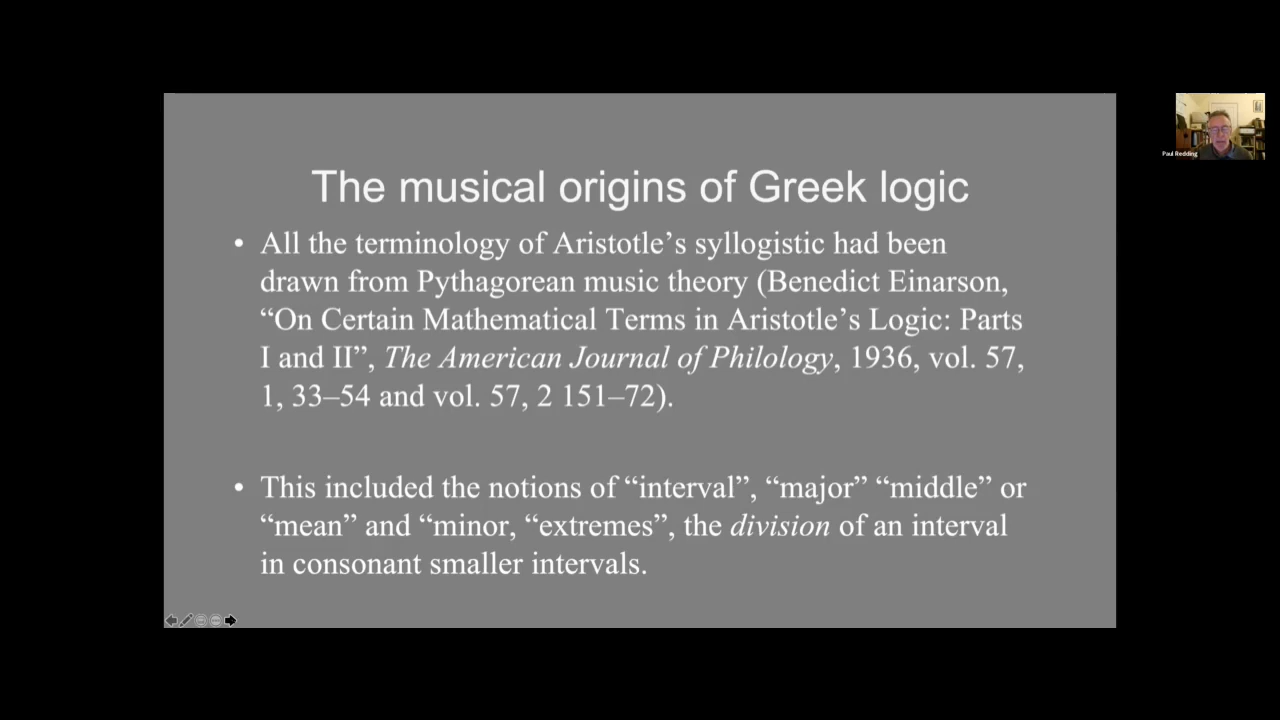 The musical origins of Greek logic
• All the terminology of Aristotle’s syllogistic had been
drawn from Pythagorean music theory (Benedict Einarson,
“On Certain Mathematical Terms in Aristotle’s Logic: Parts
I and II”, The American Journal of Philology, 1936, vol. 57,
1, 33–54 and vol. 57, 2 151–72).
• This included the notions of “interval”, “major” “middle” or
“mean” and “minor, “extremes”, the division of an interval
in consonant smaller intervals.
Paul Redding